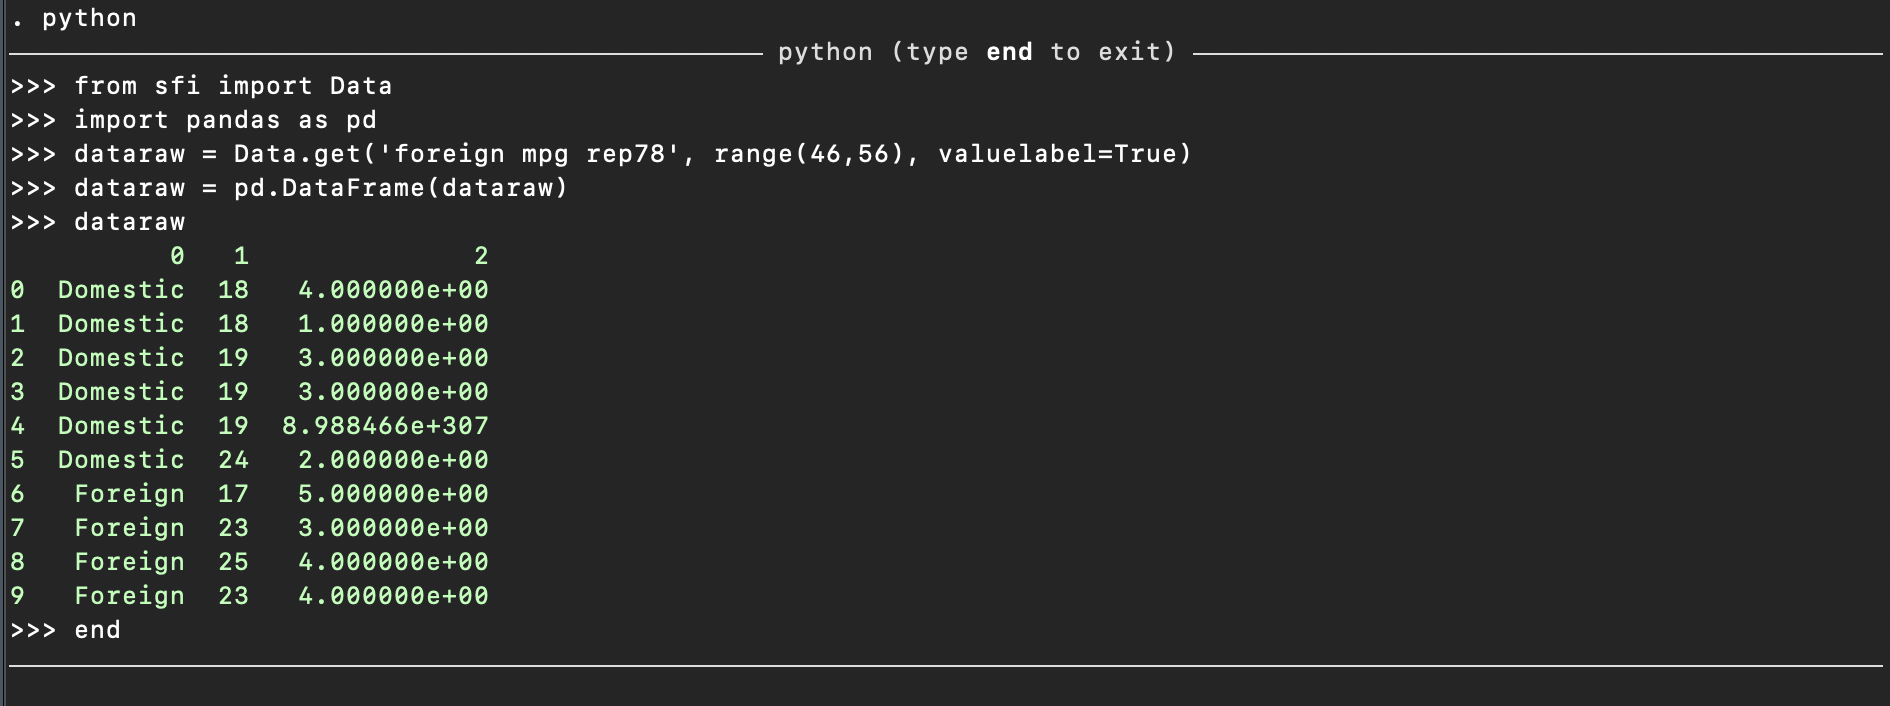 . python
python (type end to exit)
>>> from sfi import Data
>>> import pandas as pd
>>> dataraw = Data.get('foreign mpg rep78', range(46,56), valuelabel=True)
>>> dataraw = pd.DataFrame(dataraw)
>>> dataraw
          0   1              2
0  Domestic  18   4.000000e+00
1  Domestic  18   1.000000e+00
2  Domestic  19   3.000000e+00
3  Domestic  19   3.000000e+00
4  Domestic  19  8.988466e+307
5  Domestic  24   2.000000e+00
6   Foreign  17   5.000000e+00
7   Foreign  23   3.000000e+00
8   Foreign  25   4.000000e+00
9   Foreign  23   4.000000e+00
>>> end